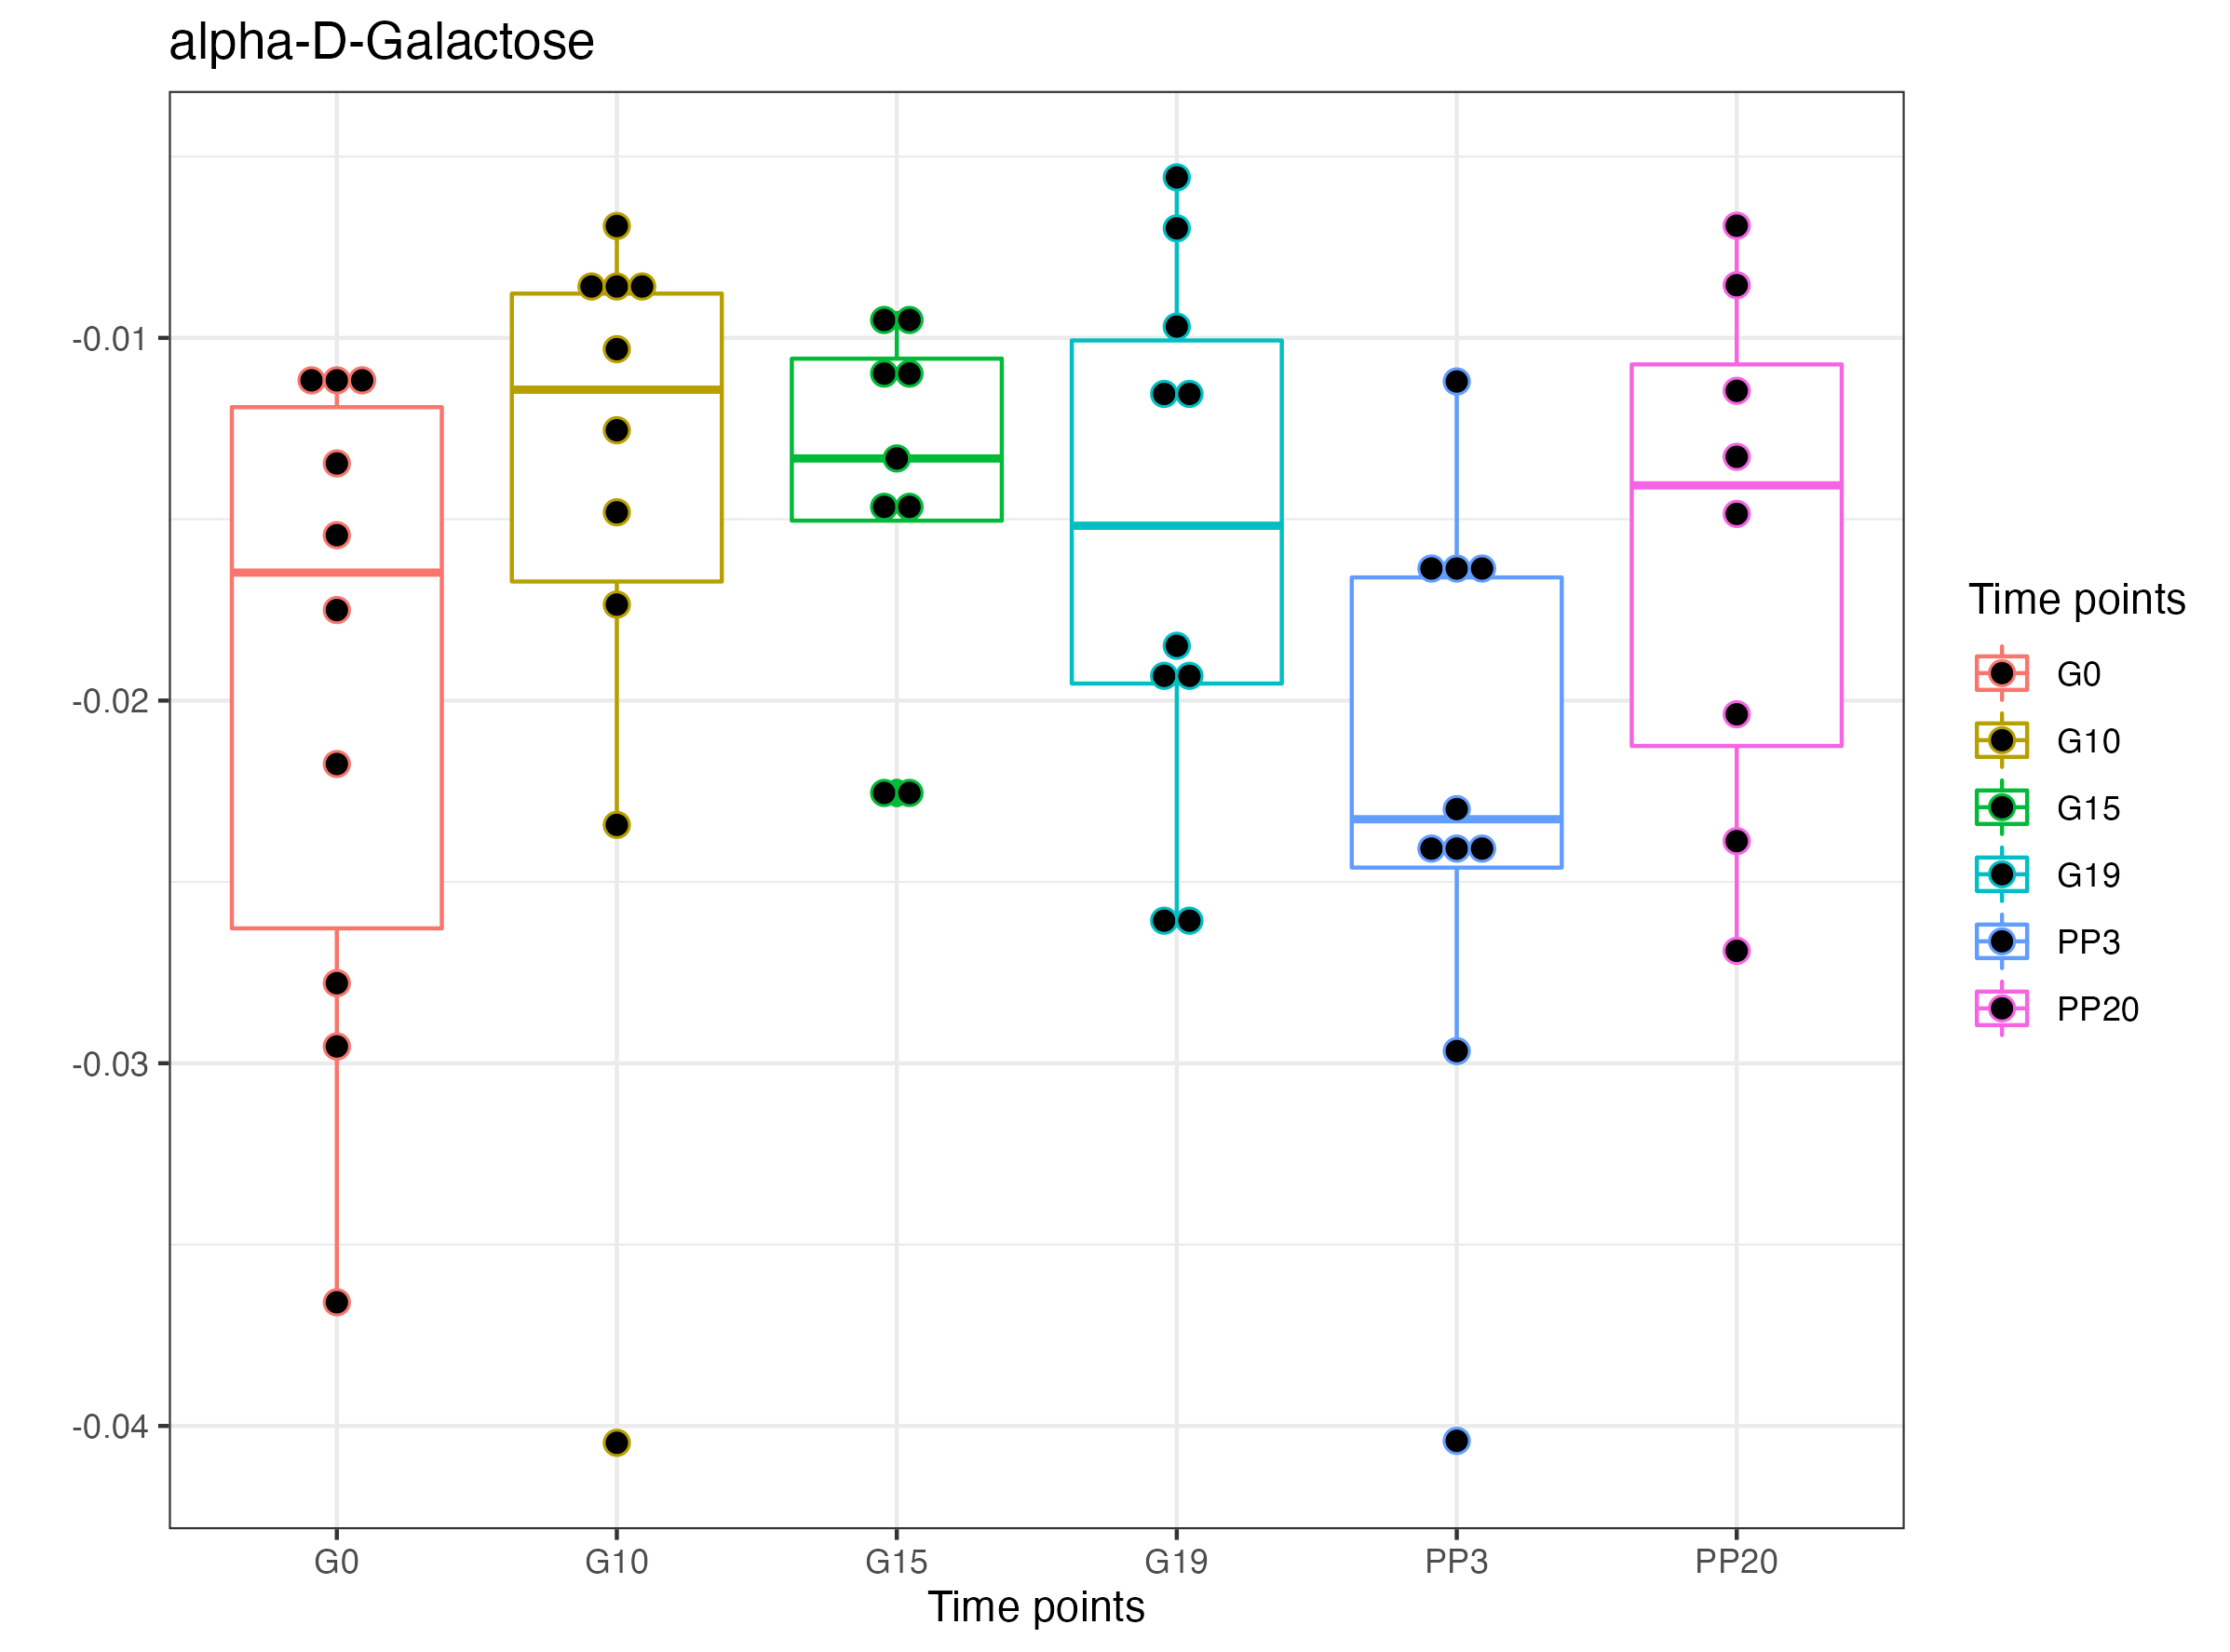 alpha-D-Galactose
-0.01
-0.02
-0.03
-0.04
G0
G10
G15
G19
PP3
PP20
Time points
Time points
G0
G10
G15
G19
PP3
PP20